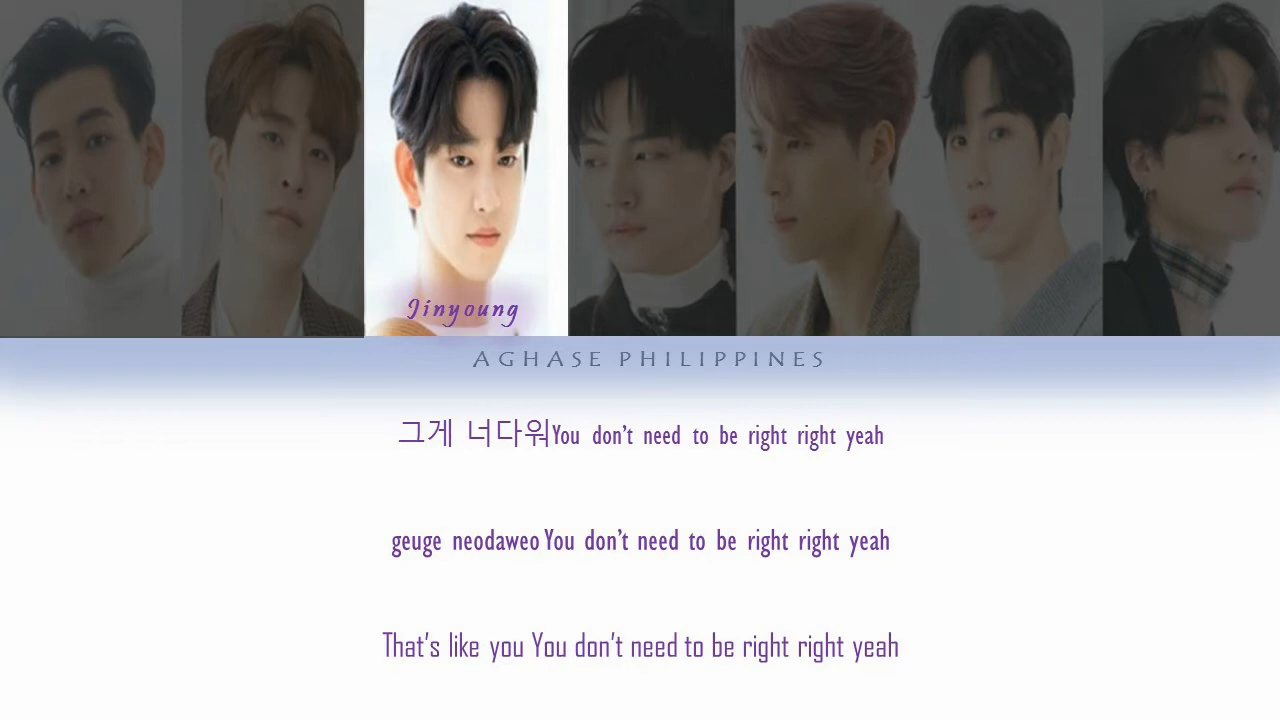 Jinyoung
AGHASE PHILIPPINES
그게 너다워You don't need to be right right yeah
geuge neodaweo You don't need to be right right yeah
That's like you You don't need to be right right yeah